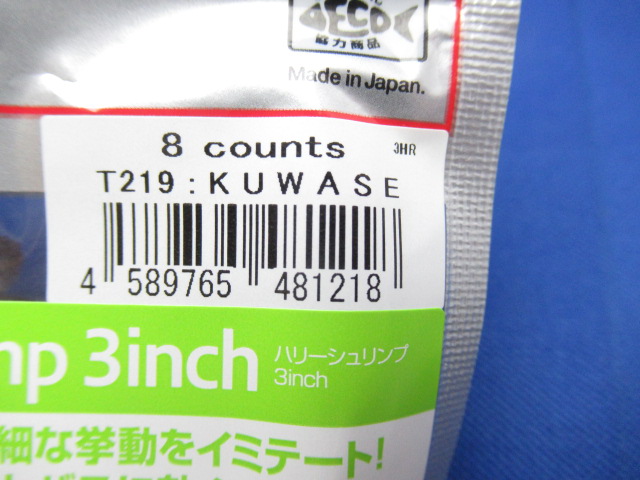 協力商品
Made in Japan.
8 counts 3HR
T219 : KUWASE
4 589765 481218
mp 3inch
ハリーシュリンプ
3inch
細な挙動をイミテート!